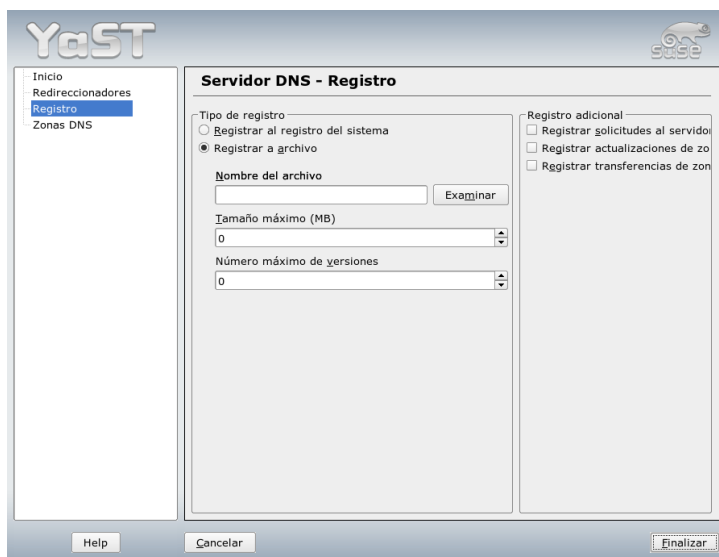 YaST
SUSE
Inicio
Redireccionadores
Registro
Zonas DNS
Servidor DNS - Registro
Tipo de registro
Registrar al registro del sistema
Registrar a archivo
Nombre del archivo
Examinar
Tamaño máximo (MB)
0
Número máximo de versiones
0
Registro adicional
Registrar solicitudes al servidor
Registrar actualizaciones de zo
Registrar transferencias de zon
Help
Cancelar
Finalizar